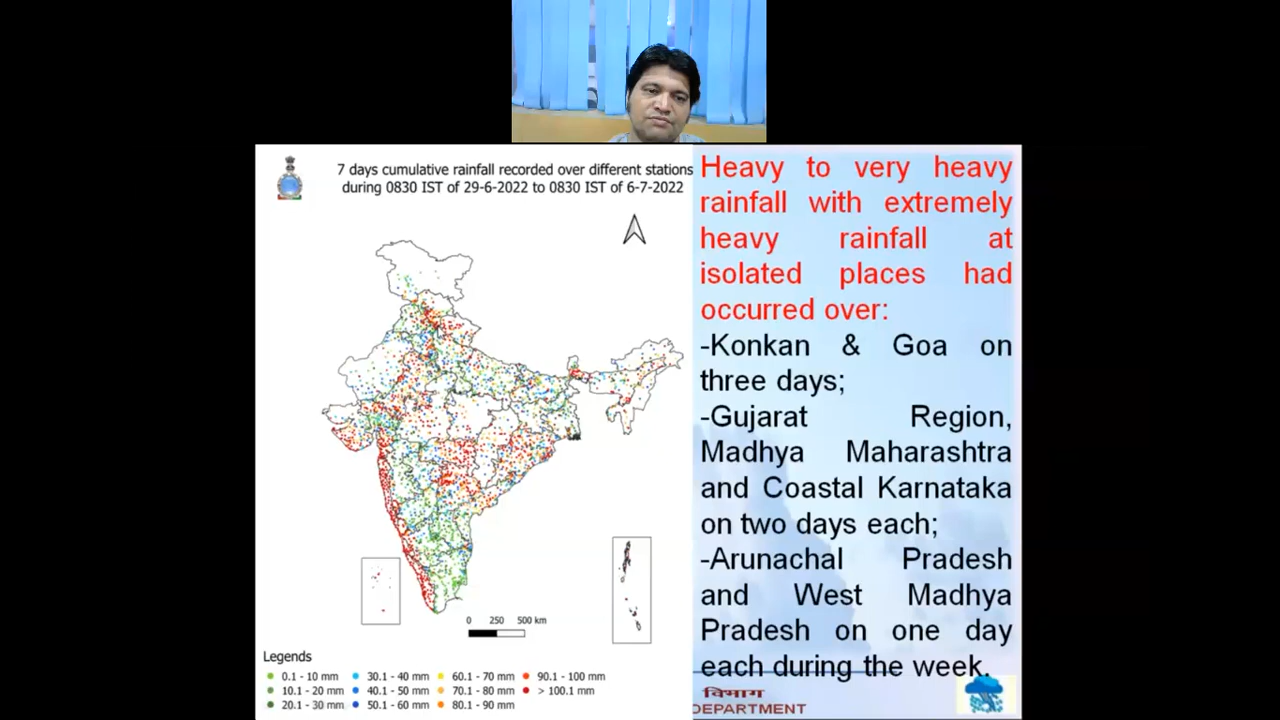 7 days cumulative rainfall recorded over different stations
during 0830 IST of 29-6-2022 to 0830 IST of 6-7-2022
0 250 500 km
Legends
0.1 - 10 mm
10.1 - 20 mm
20.1 - 30 mm
30.1 - 40 mm
40.1 - 50 mm
50.1 - 60 mm
60.1 - 70 mm
70.1 - 80 mm
80.1 - 90 mm
90.1 - 100 mm
> 100.1 mm
Heavy to very heavy
rainfall with extremely
heavy rainfall at
isolated places had
occurred over:
-Konkan & Goa on
three days;
-Gujarat Region,
Madhya Maharashtra
and Coastal Karnataka
on two days each;
-Arunachal Pradesh
and West Madhya
Pradesh on one day
each during the week.
विभाग
DEPARTMENT